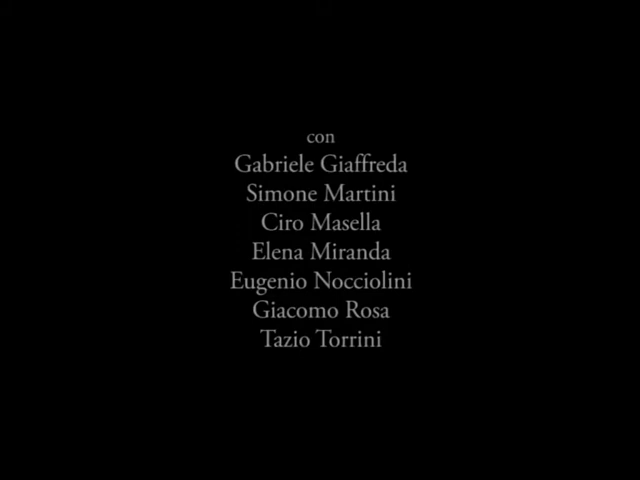 con
Gabriele Giaffreda
Simone Martini
Ciro Masella
Elena Miranda
Eugenio Nocciolini
Giacomo Rosa
Tazio Torrini